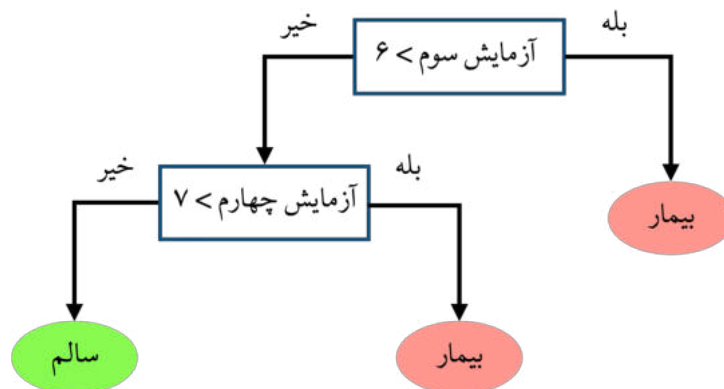 بله
خیر
آزمایش سوم > ۶
بله
خیر
آزمایش چهارم > ۷
بیمار
بیمار
سالم